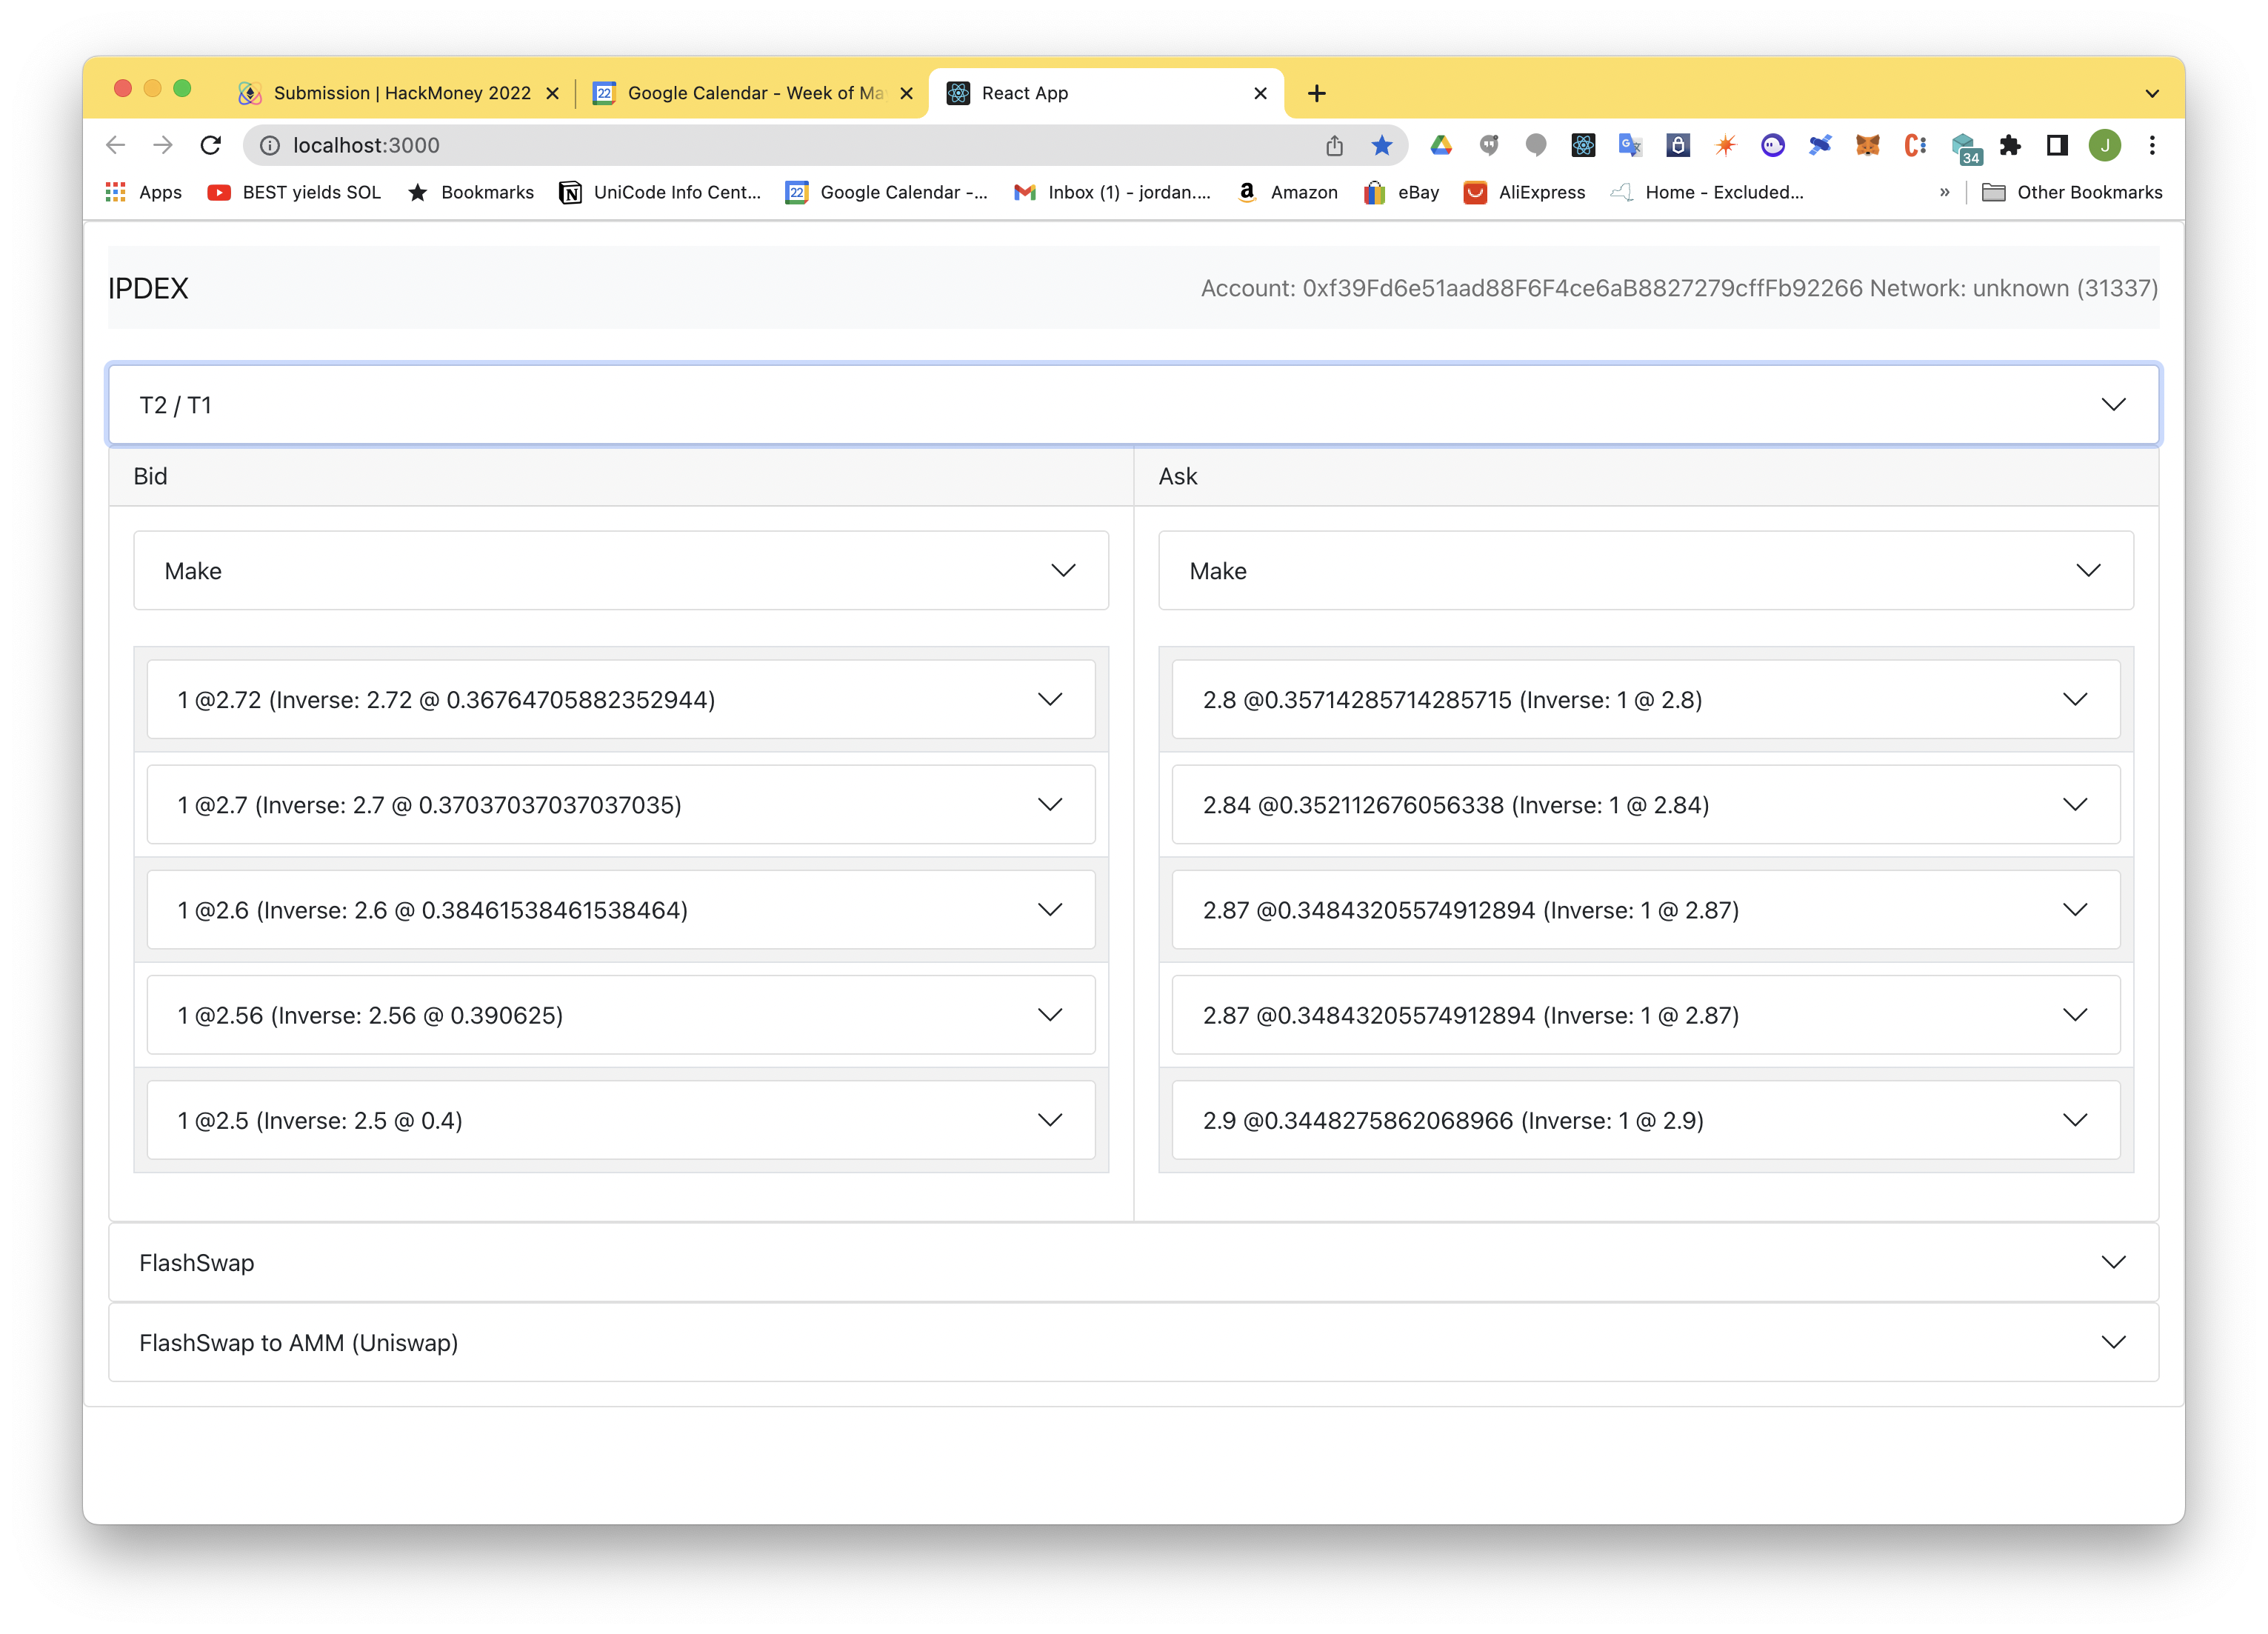 Submission | HackMoney 2022
Google Calendar - Week of Ma
React App
localhost:3000
34
J
Apps
BEST yields SOL
Bookmarks
UniCode Info Cent...
22
Google Calendar -...
Inbox (1) - jordan....
Amazon
eBay
AliExpress
Home - Excluded...
»
Other Bookmarks
IPDEX
Account: 0xf39Fd6e51aad88F6F4ce6aB8827279cffFb92266 Network: unknown (31337)
T2 / T1
Bid
Ask
Make
Make
1 @2.72 (Inverse: 2.72 @ 0.36764705882352944)
2.8 @0.35714285714285715 (Inverse: 1 @ 2.8)
1 @2.7 (Inverse: 2.7 @ 0.37037037037037035)
2.84 @0.352112676056338 (Inverse: 1 @ 2.84)
1 @2.6 (Inverse: 2.6 @ 0.38461538461538464)
2.87 @0.34843205574912894 (Inverse: 1 @ 2.87)
1 @2.56 (Inverse: 2.56 @ 0.390625)
2.87 @0.34843205574912894 (Inverse: 1 @ 2.87)
1 @2.5 (Inverse: 2.5 @ 0.4)
2.9 @0.3448275862068966 (Inverse: 1 @ 2.9)
FlashSwap
FlashSwap to AMM (Uniswap)